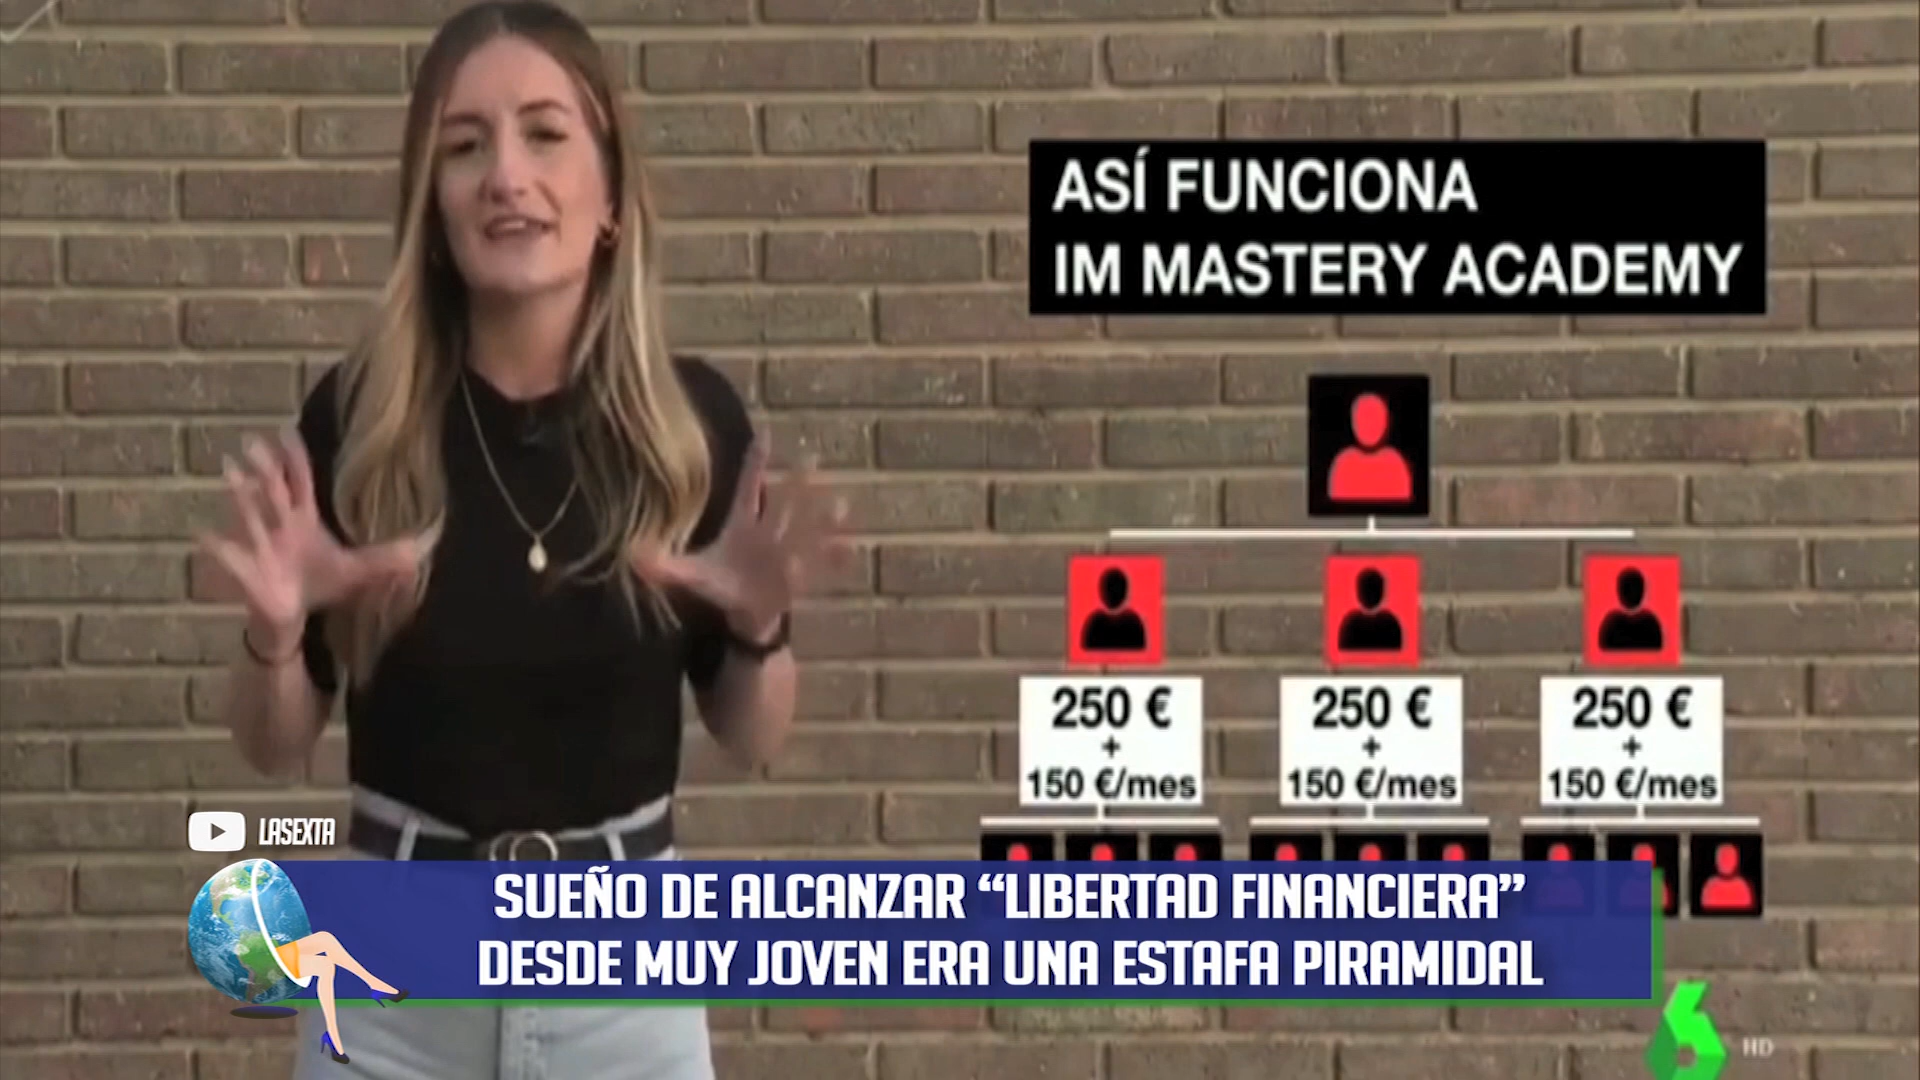 ASÍ FUNCIONA
IM MASTERY ACADEMY
250 €
+
150 €/mes
250 €
+
150 €/mes
250 €
+
150 €/mes
LASEXTA
SUEÑO DE ALCANZAR “LIBERTAD FINANCIERA”
DESDE MUY JOVEN ERA UNA ESTAFA PIRAMIDAL
6
HD